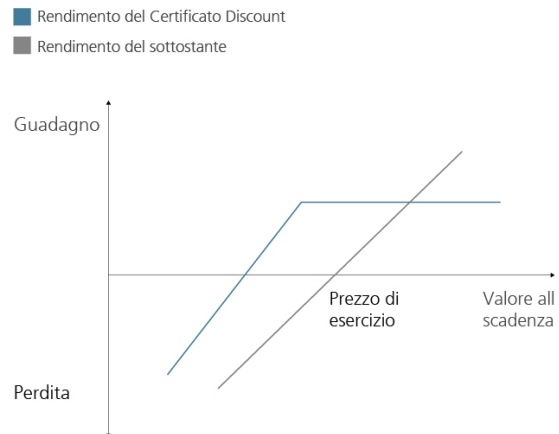 Rendimento del Certificato Discount
Rendimento del sottostante
Guadagno
Prezzo di
esercizio
Valore all
scadenza
Perdita